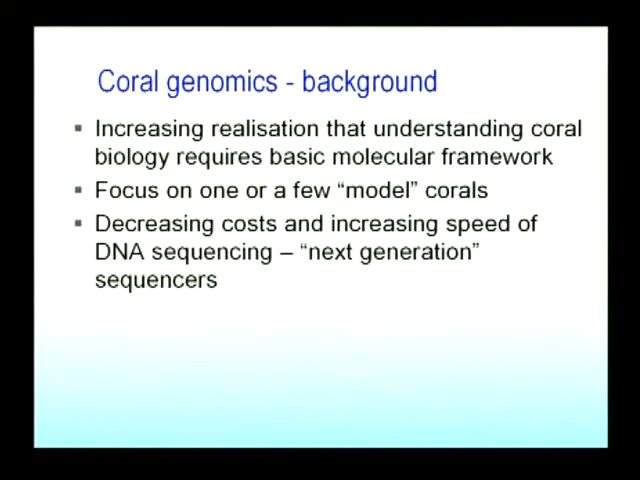 Coral genomics - background
▪ Increasing realisation that understanding coral
biology requires basic molecular framework
▪ Focus on one or a few “model” corals
▪ Decreasing costs and increasing speed of
DNA sequencing – “next generation”
sequencers